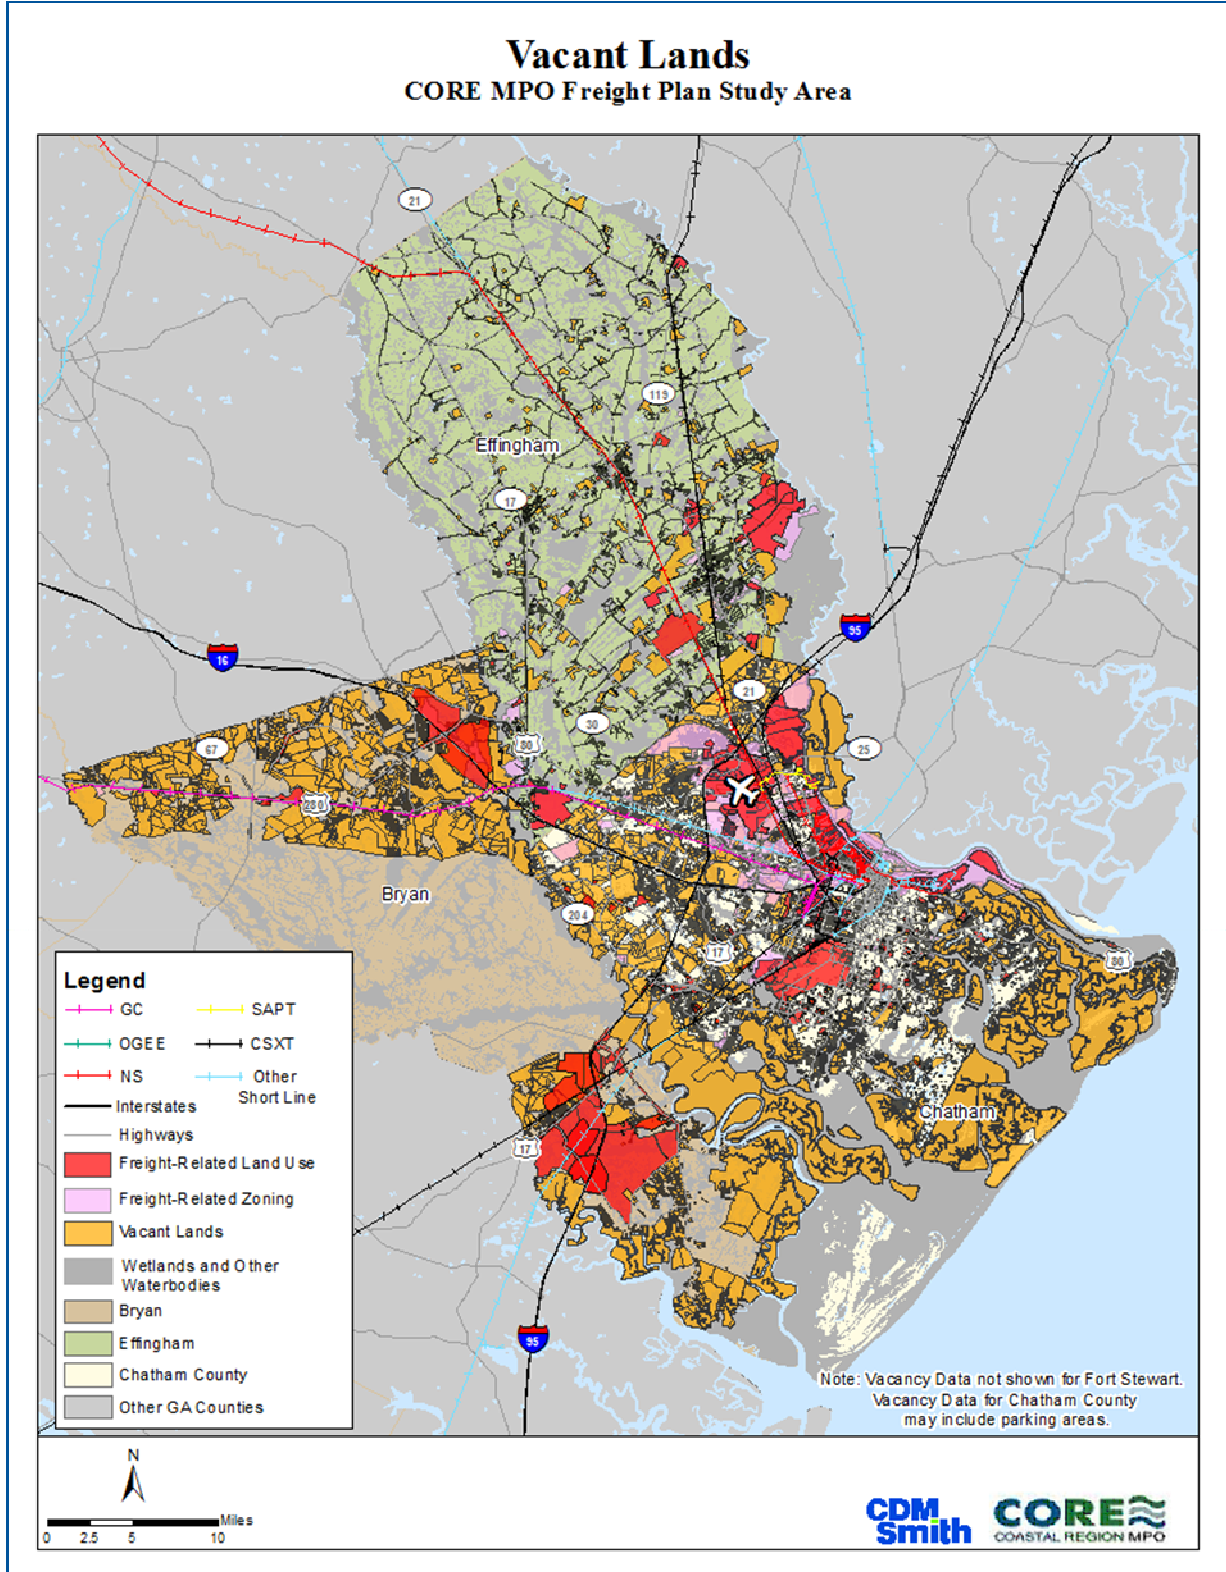 Vacant Lands
CORE MPO Freight Plan Study Area
21
119
Effingham
17
95
16
21
30
80
25
67
280
Bryan
204
17
80
Chatham
17
95
Legend
GC
SAPT
OGEE
CSXT
NS
Other
Short Line
Interstates
Highways
Freight-Related Land Use
Freight-Related Zoning
Vacant Lands
Wetlands and Other
Waterbodies
Bryan
Effingham
Chatham County
Other GA Counties
Note: Vacancy Data not shown for Fort Stewart.
Vacancy Data for Chatham County
may include parking areas.
N
Miles
0 2.5 5 10
CDM
Smith
CORE
COASTAL REGION MPO